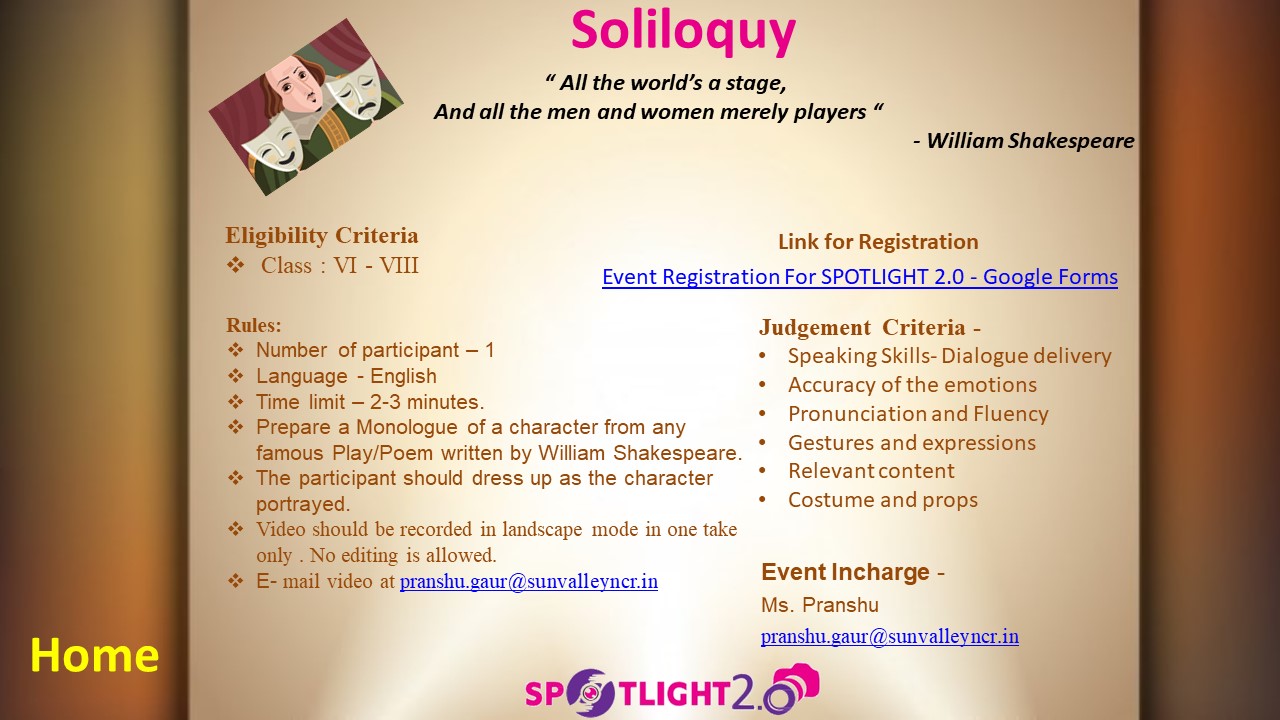 Soliloquy
“ All the world’s a stage,
And all the men and women merely players “
- William Shakespeare
Eligibility Criteria
❖ Class : VI - VIII
Link for Registration
Event Registration For SPOTLIGHT 2.0 - Google Forms
Rules:
❖ Number of participant – 1
❖ Language - English
❖ Time limit – 2-3 minutes.
❖ Prepare a Monologue of a character from any
famous Play/Poem written by William Shakespeare.
❖ The participant should dress up as the character
portrayed.
❖ Video should be recorded in landscape mode in one take
only . No editing is allowed.
❖ E- mail video at pranshu.gaur@sunvalleyncr.in
Judgement Criteria -
• Speaking Skills- Dialogue delivery
• Accuracy of the emotions
• Pronunciation and Fluency
• Gestures and expressions
• Relevant content
• Costume and props
Event Incharge -
Ms. Pranshu
pranshu.gaur@sunvalleyncr.in
Home
SPOTLIGHT 2.0